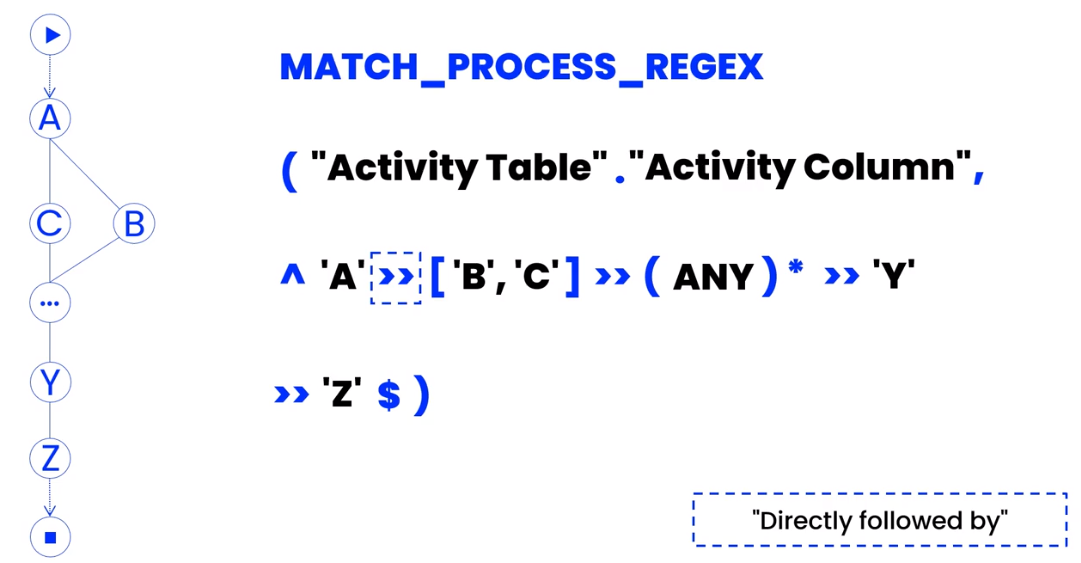 MATCH_PROCESS_REGEX
A
( "Activity Table"."Activity Column",
C
B
^ 'A' >> [ 'B', 'C' ] >> ( ANY ) * >> 'Y'
...
Y
>> 'Z' $ )
Z
"Directly followed by"